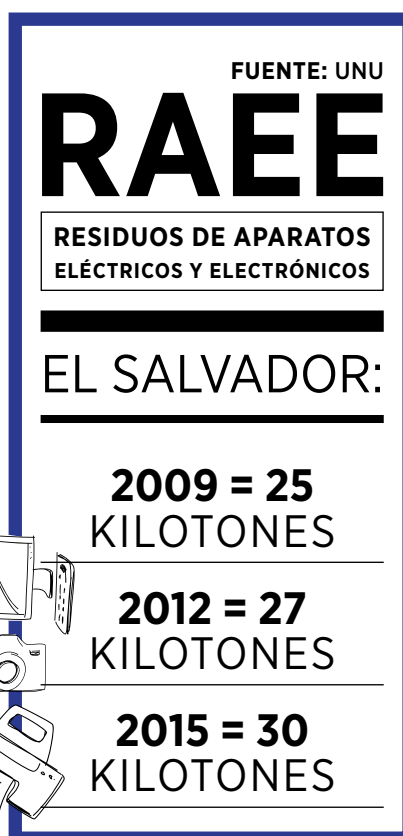 FUENTE: UNU
RAEE
RESIDUOS DE APARATOS
ELÉCTRICOS Y ELECTRÓNICOS
EL SALVADOR:
2009 = 25
KILOTONES
2012 = 27
KILOTONES
2015 = 30
KILOTONES